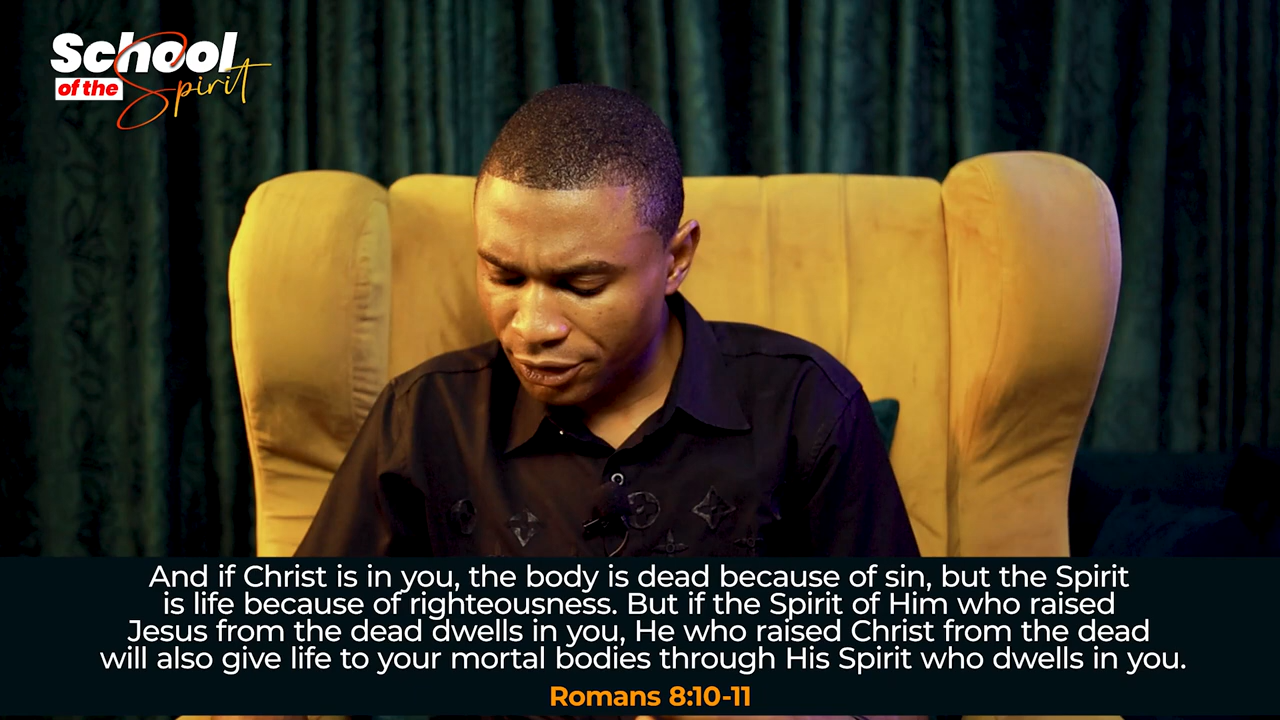 School
of the Spirit
And if Christ is in you, the body is dead because of sin, but the Spirit
is life because of righteousness. But if the Spirit of Him who raised
Jesus from the dead dwells in you, He who raised Christ from the dead
will also give life to your mortal bodies through His Spirit who dwells in you.
Romans 8:10-11